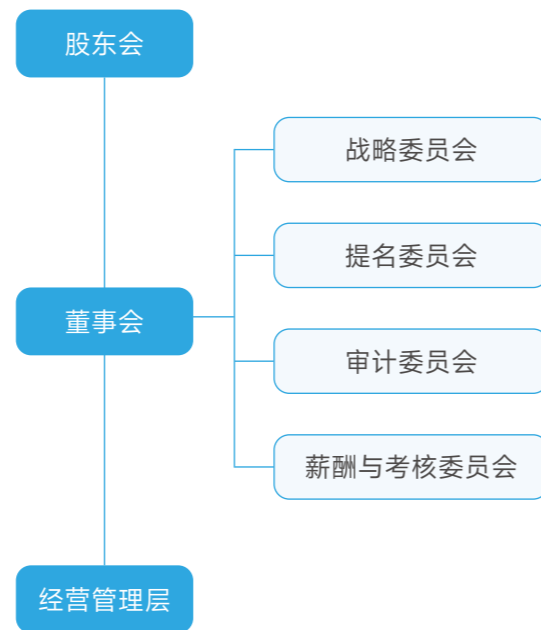 股东会
战略委员会
提名委员会
董事会
审计委员会
薪酬与考核委员会
经营管理层